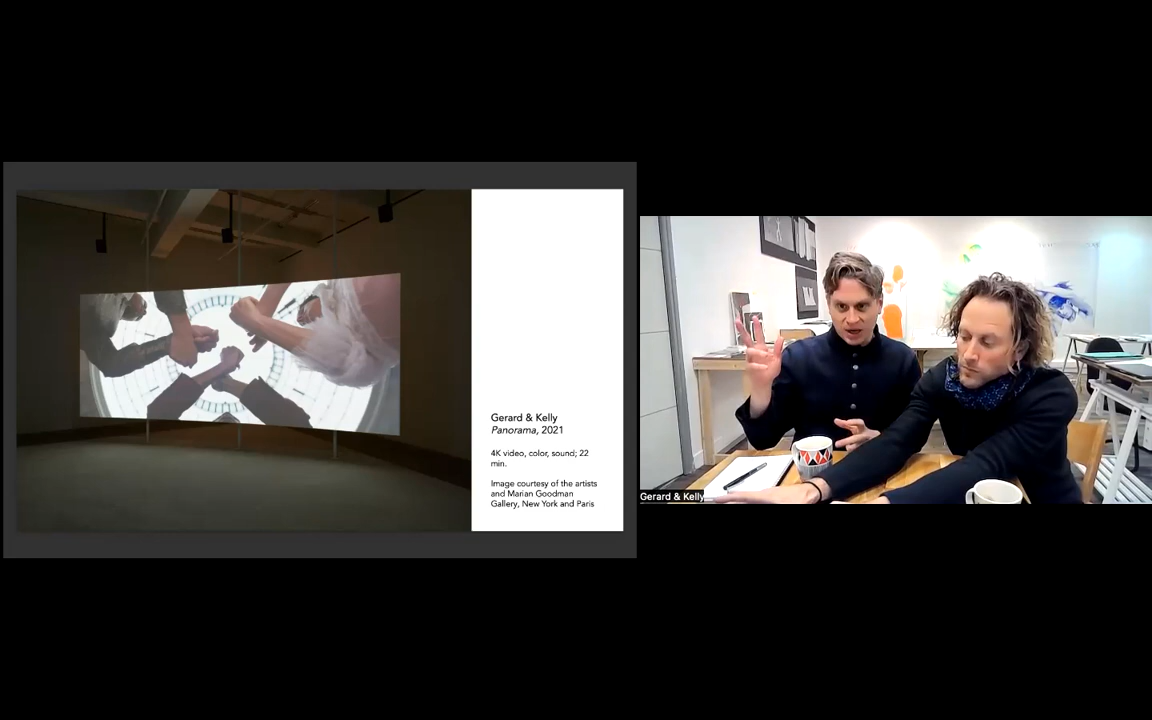 Gerard & Kelly
Panorama, 2021
4K video, color, sound; 22
min.
Image courtesy of the artists
and Marian Goodman
Gallery, New York and Paris
Gerard & Kelly